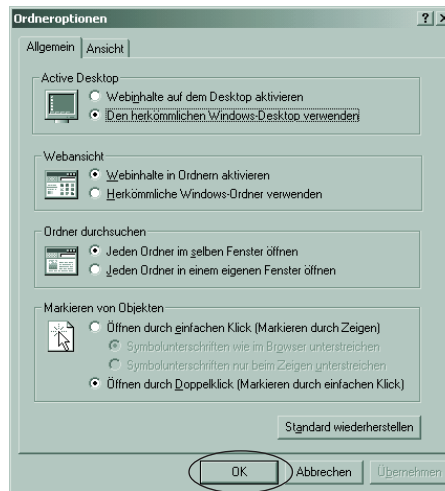 Ordneroptionen
Allgemein Ansicht
Active Desktop
Webinhalte auf dem Desktop aktivieren
Den herkömmlichen Windows-Desktop verwenden
Webansicht
Webinhalte in Ordnern aktivieren
Herkömmliche Windows-Ordner verwenden
Ordner durchsuchen
Jeden Ordner im selben Fenster öffnen
Jeden Ordner in einem eigenen Fenster öffnen
Markieren von Objekten
Öffnen durch einfachen Klick (Markieren durch Zeigen)
Symbolunterschriften wie im Browser unterstreichen
Symbolunterschriften nur beim Zeigen unterstreichen
Öffnen durch Doppelklick (Markieren durch einfachen Klick)
Standard wiederherstellen
OK Abbrechen Übernehmen